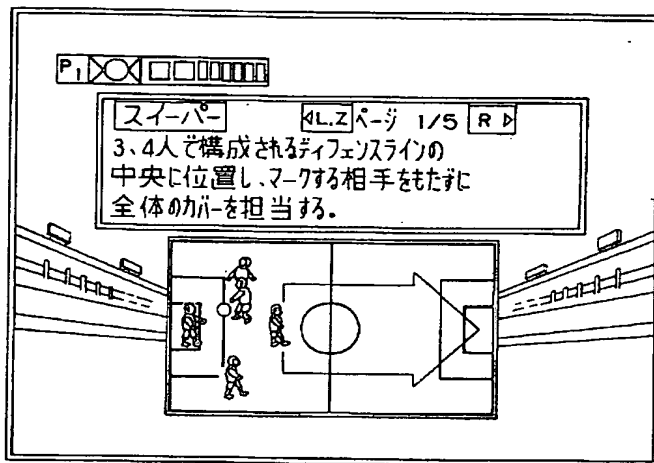 P1
スイーパー ◁L.Z ページ 1/5 R ▷
3、4人で構成されるディフェンスラインの
中央に位置し、マークする相手をもたずに
全体のカバーを担当する。